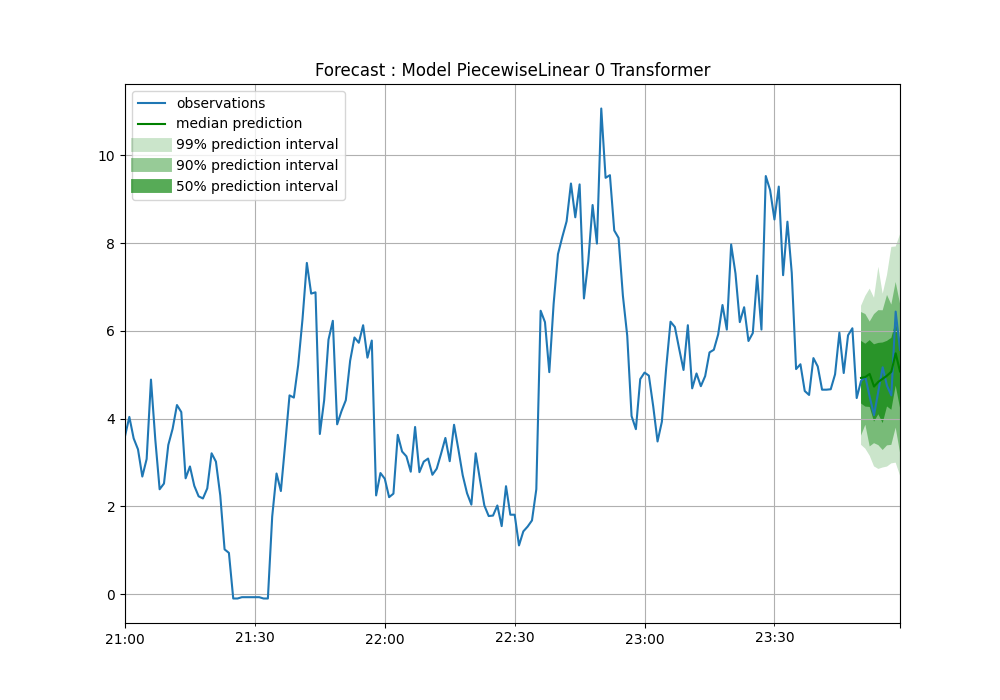 Forecast : Model PiecewiseLinear 0 Transformer
observations
median prediction
99% prediction interval
90% prediction interval
50% prediction interval
10
8
6
4
2
0
21:00 21:30 22:00 22:30 23:00 23:30